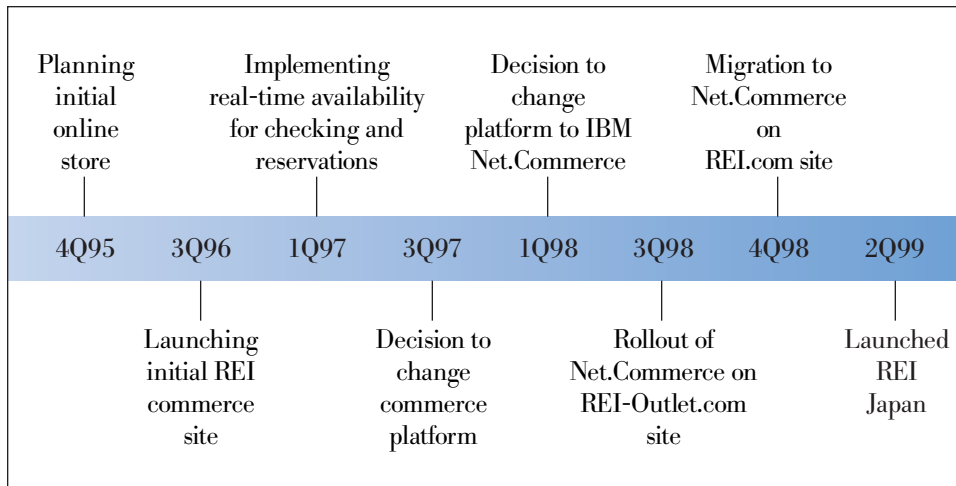 Planning
initial
online
store
Implementing
real-time availability
for checking and
reservations
Decision to
change
platform to IBM
Net.Commerce
Migration to
Net.Commerce
on
REI.com site
4Q95 3Q96 1Q97 3Q97 1Q98 3Q98 4Q98 2Q99
Launching
initial REI
commerce
site
Decision to
change
commerce
platform
Rollout of
Net.Commerce on
REI-Outlet.com
site
Launched
REI
Japan